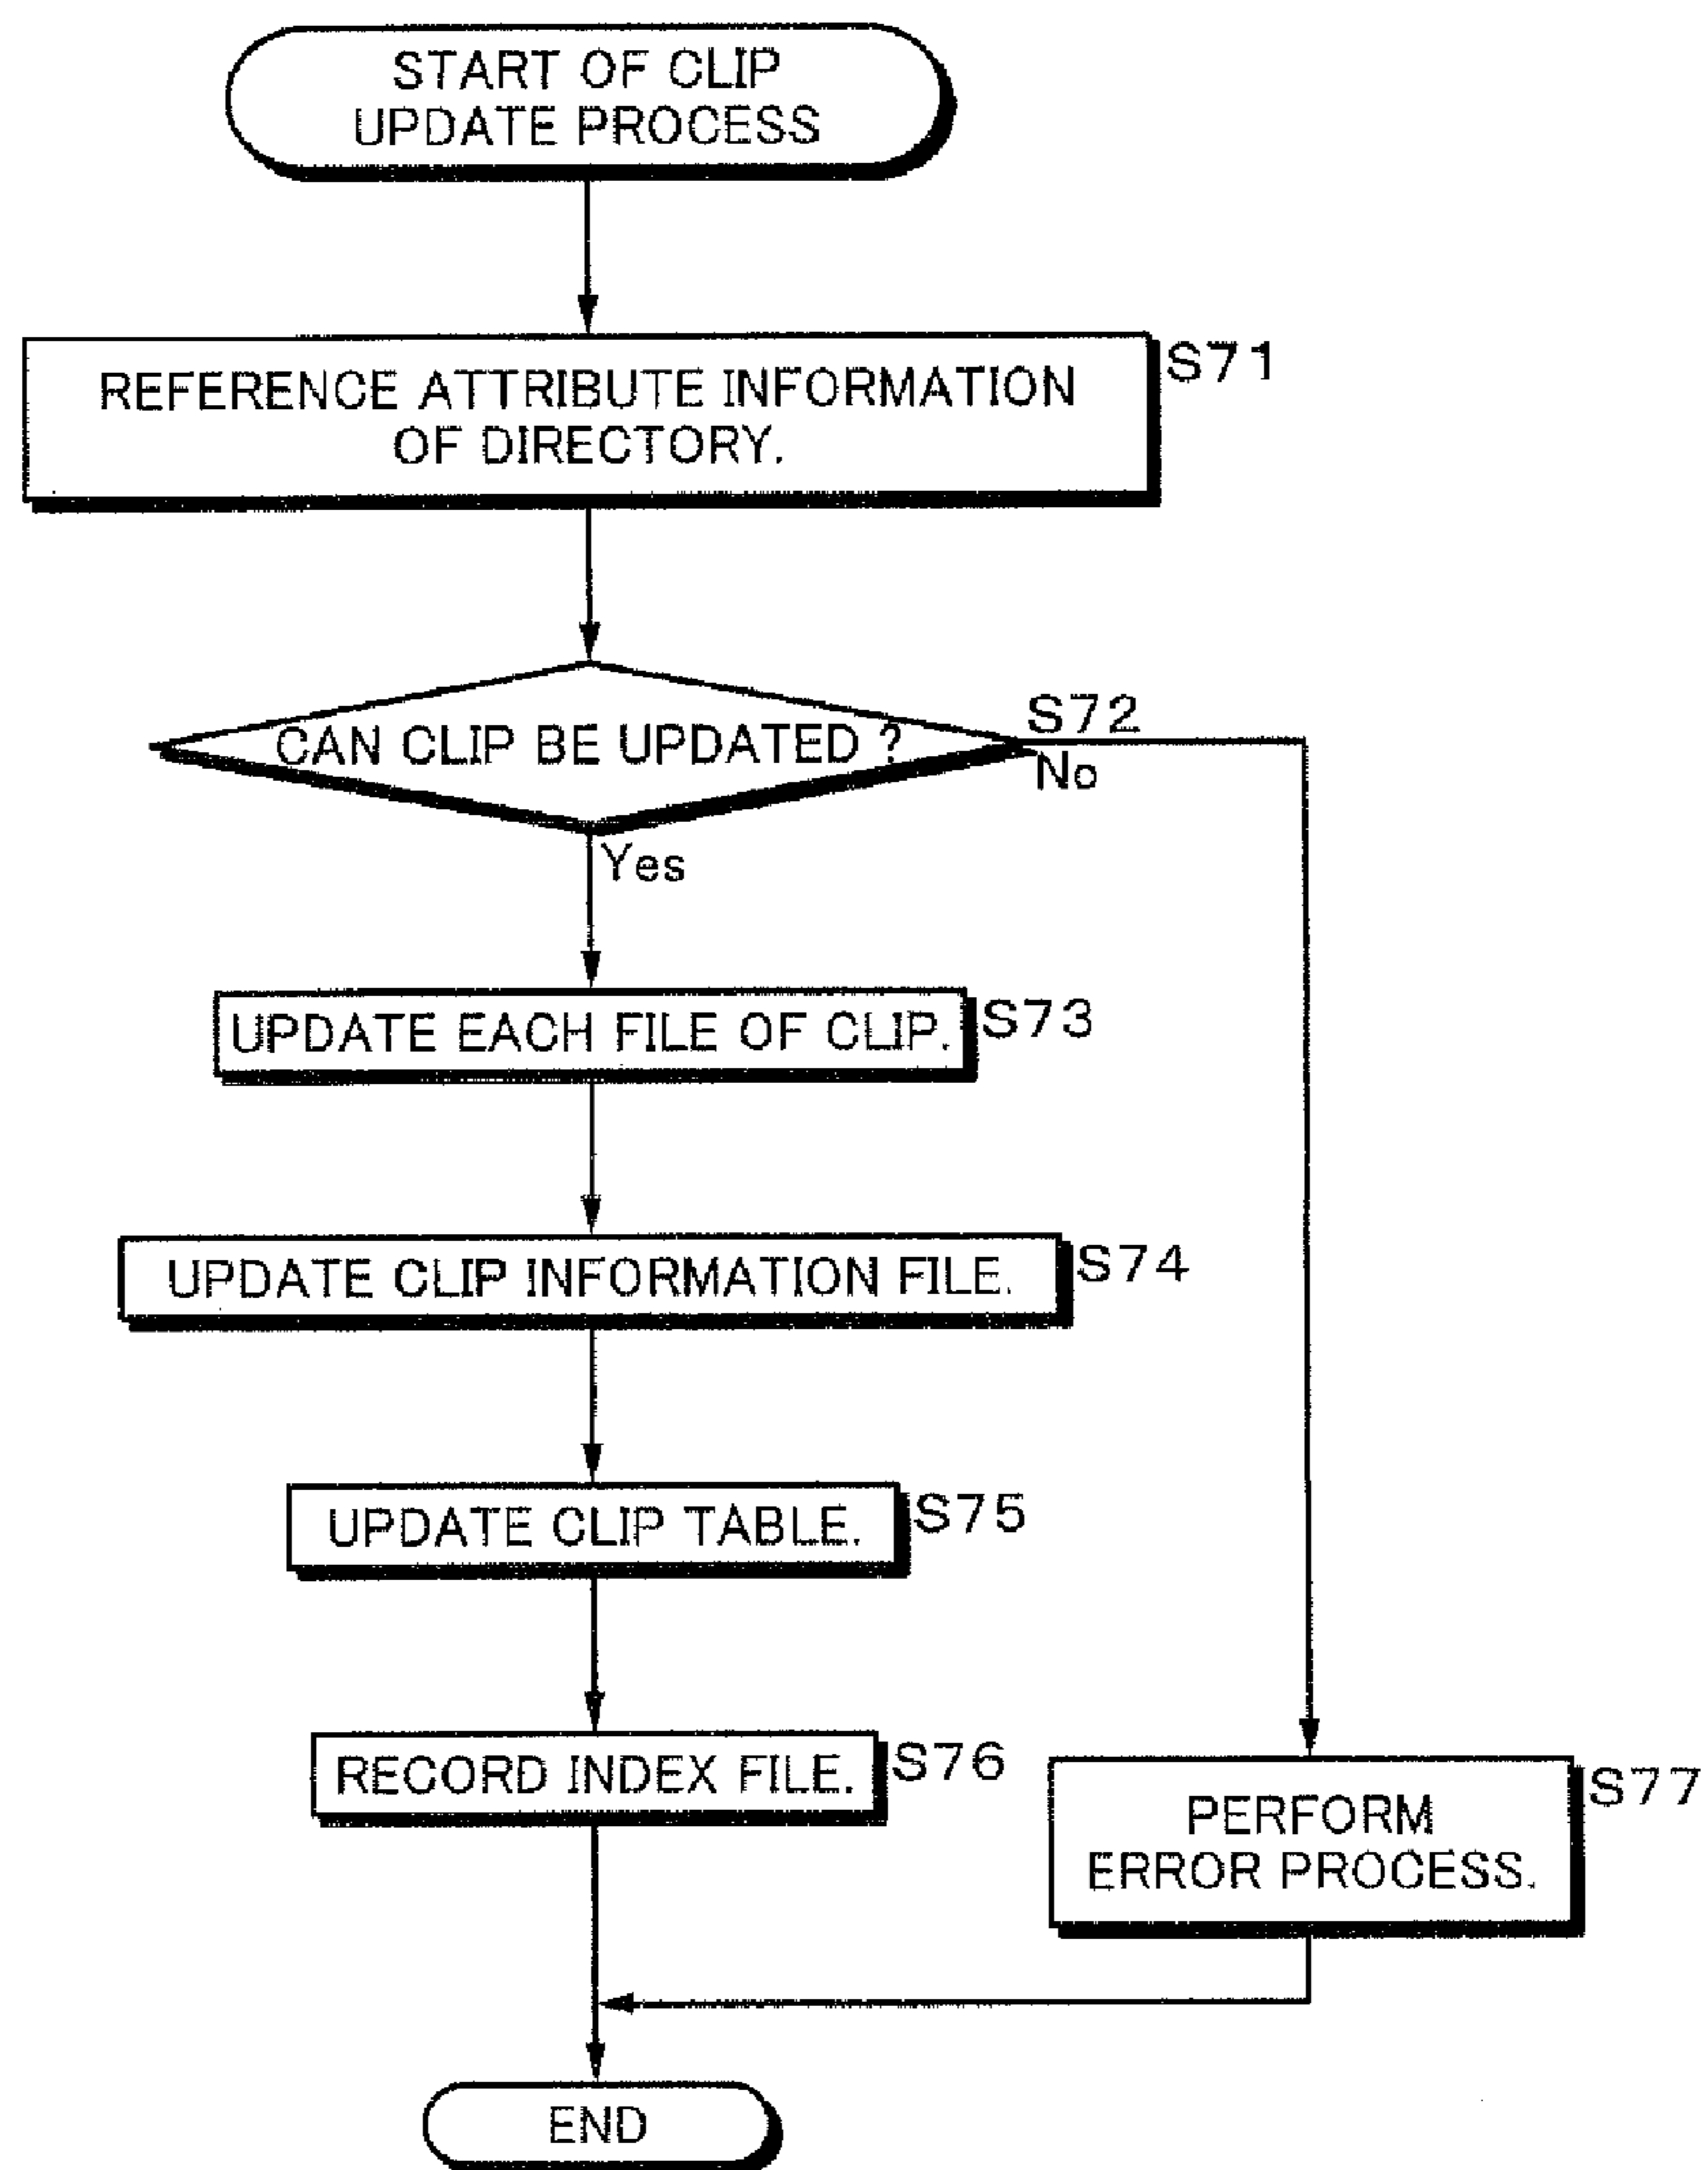 START OF CLIP
UPDATE PROCESS
REFERENCE ATTRIBUTE INFORMATION
OF DIRECTORY.
S71
CAN CLIP BE UPDATED ?
S72
No
Yes
UPDATE EACH FILE OF CLIP.
S73
UPDATE CLIP INFORMATION FILE.
S74
UPDATE CLIP TABLE.
S75
RECORD INDEX FILE.
S76
PERFORM
ERROR PROCESS.
S77
END